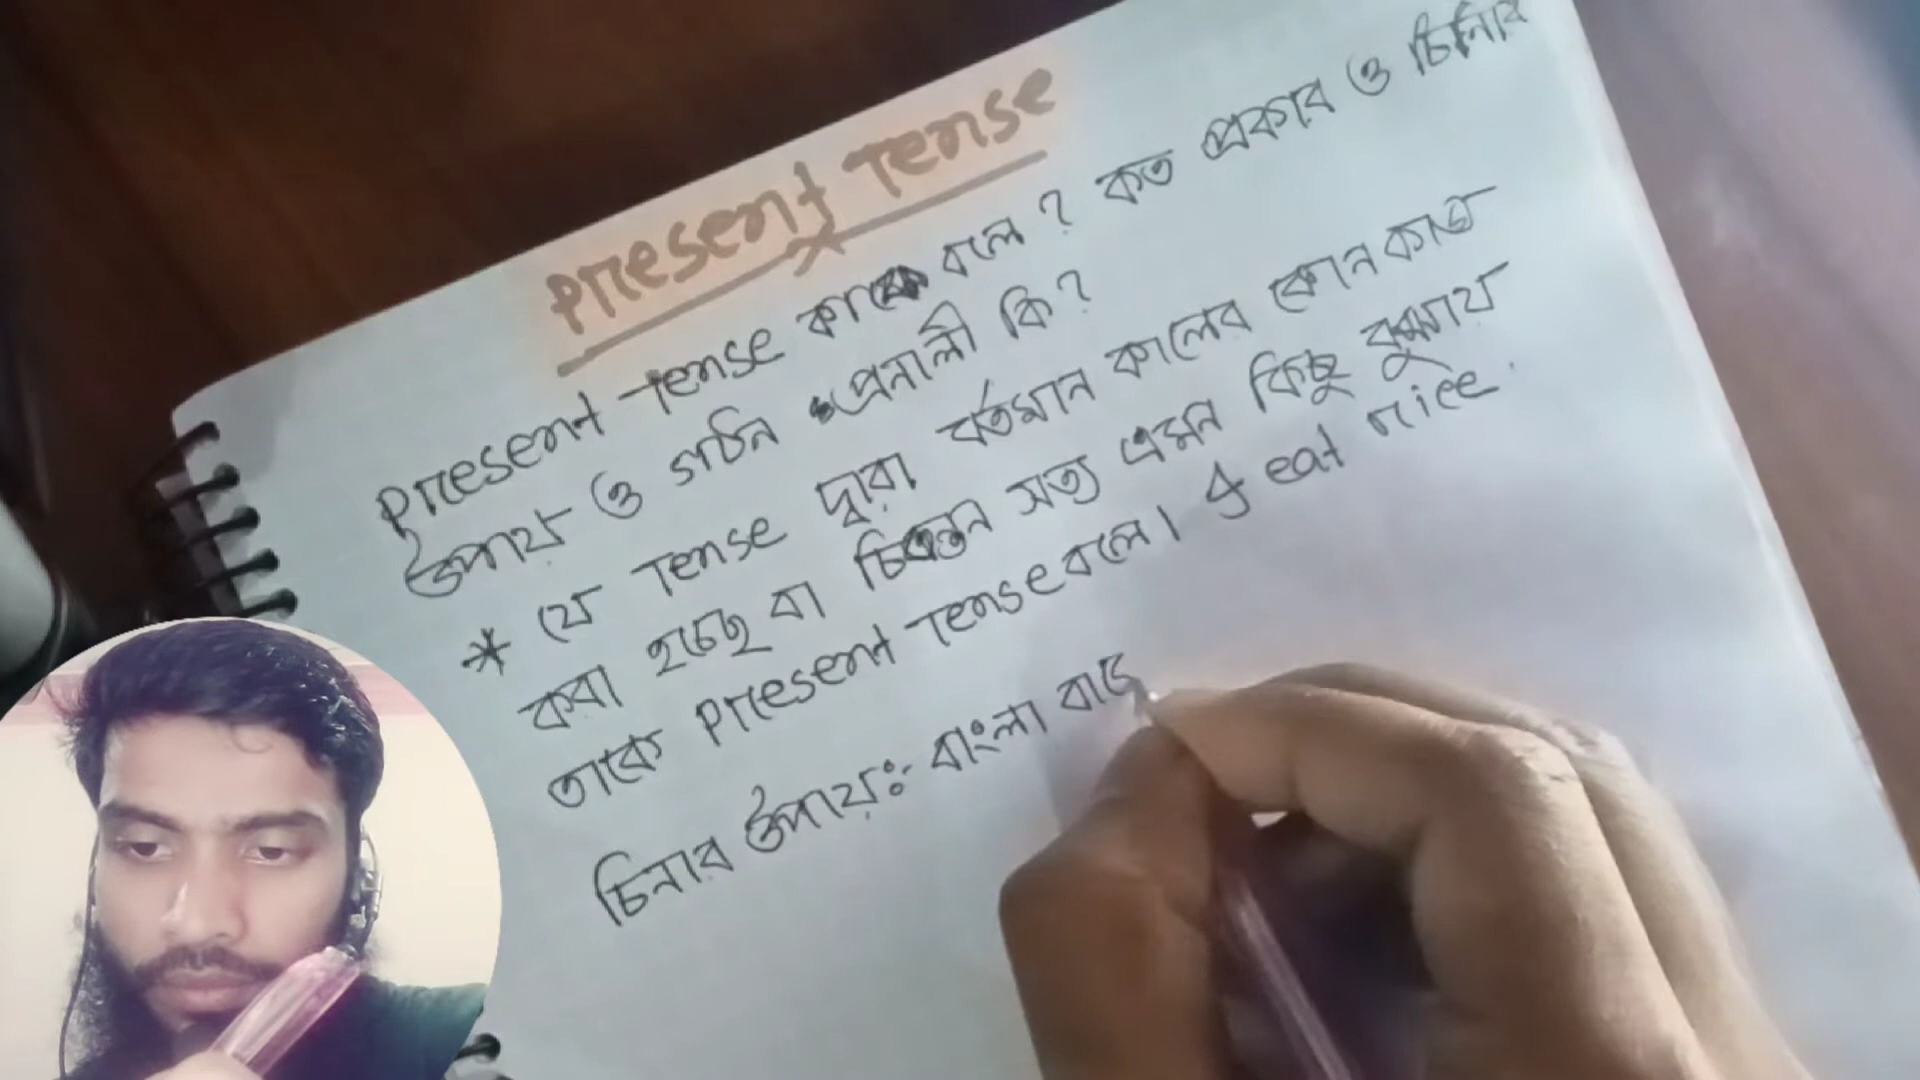 Present Tense
Present Tense কাকে বলে ? কত প্রকার ও চিনার
উপায় ও গঠন প্রনালী কি ?
* যে Tense দ্বারা বর্তমান কালের কোন কাজ
করা হচ্ছে বা চিরন্তন সত্য এমন কিছু বুঝায়
তাকে Present Tense বলে। I eat rice.
চিনার উপায়ঃ বাংলা